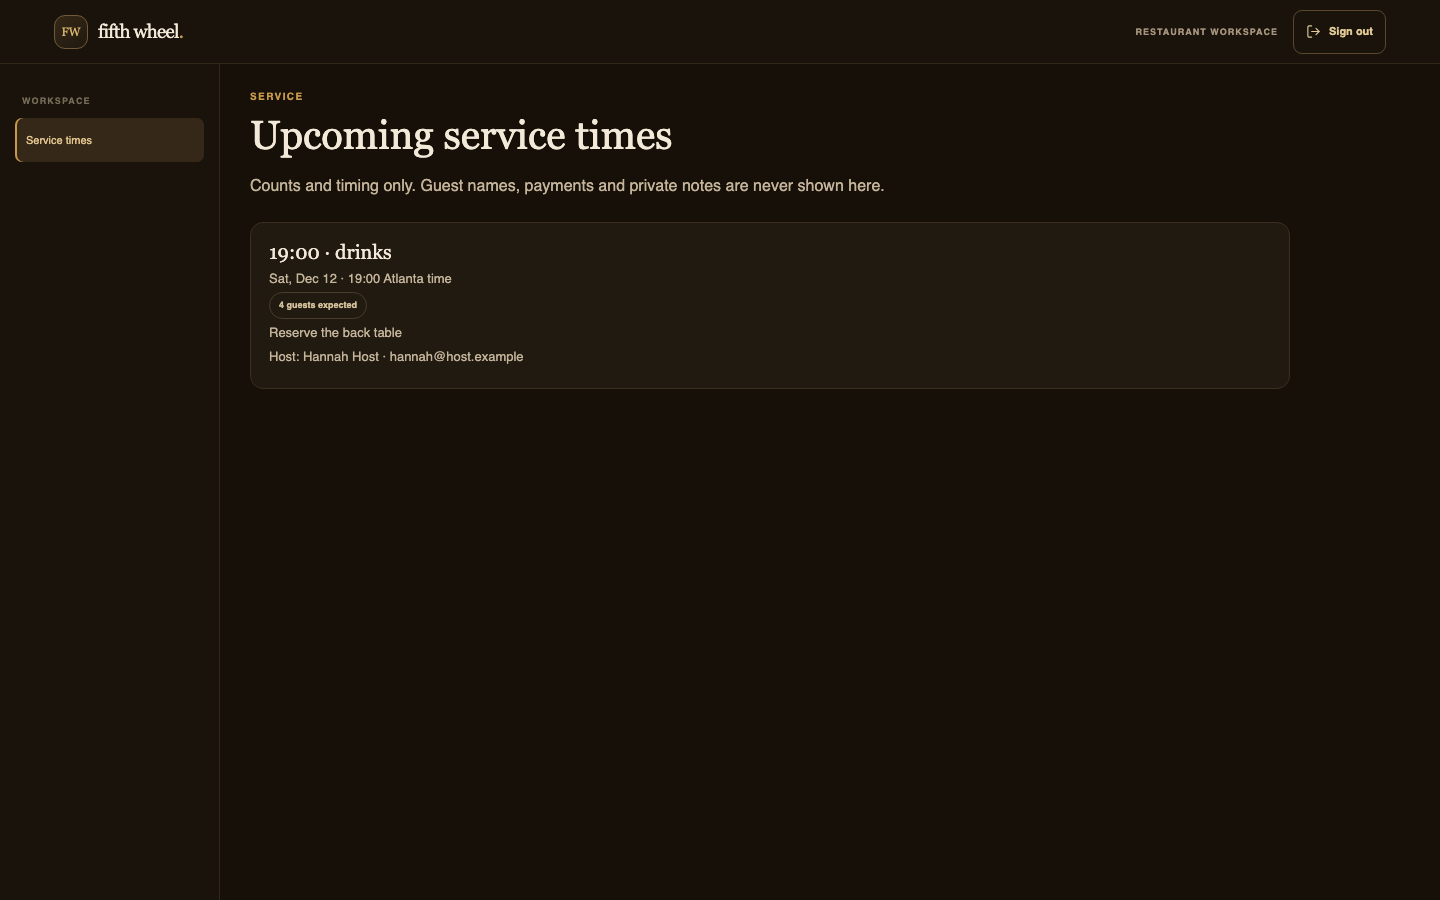 FW
fifth wheel.
RESTAURANT WORKSPACE
Sign out
WORKSPACE
Service times
SERVICE
Upcoming service times
Counts and timing only. Guest names, payments and private notes are never shown here.
19:00 · drinks
Sat, Dec 12 · 19:00 Atlanta time
4 guests expected
Reserve the back table
Host: Hannah Host · hannah@host.example